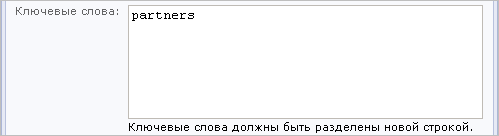 Ключевые слова: partners
Ключевые слова должны быть разделены новой строкой.